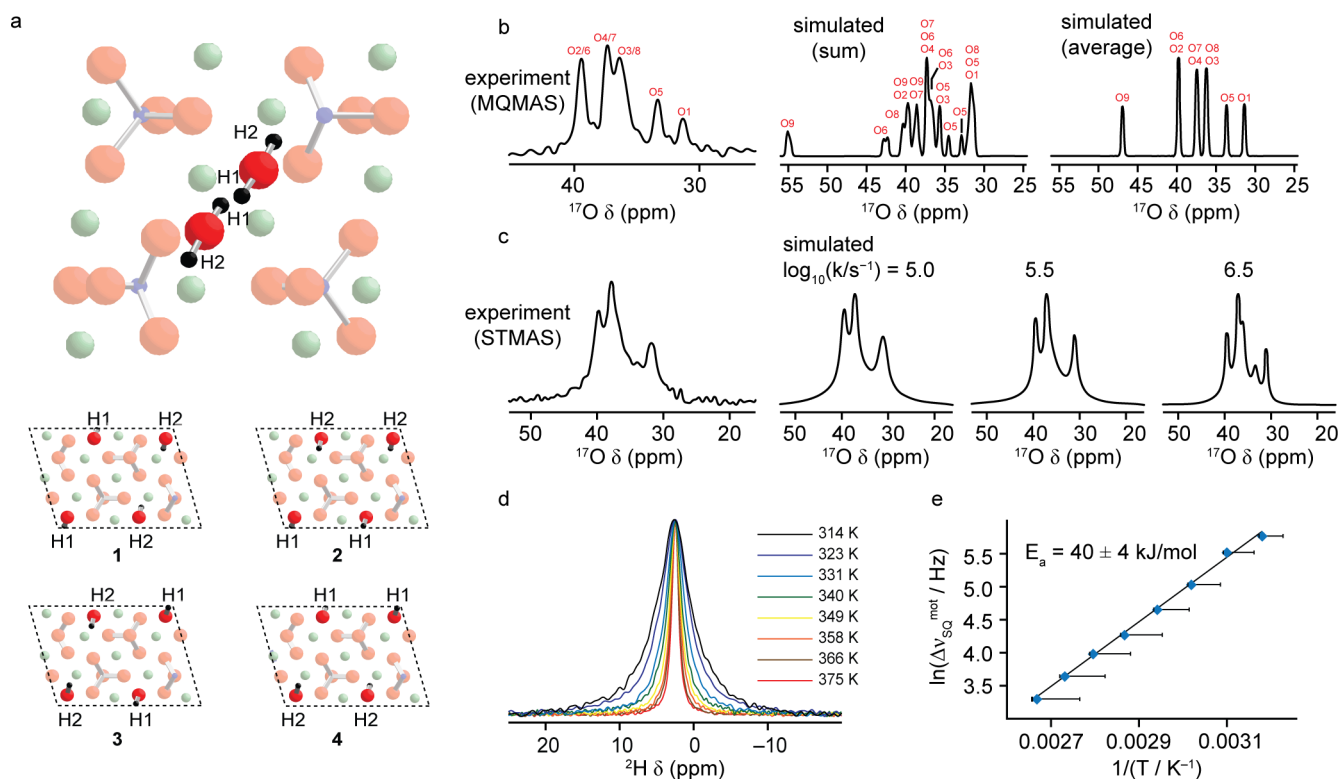 a
H2
H1
H1
H2
H1 H2
H1 H2
1
H2 H2
H1 H1
2
H2 H1
H2 H1
3
H1 H1
H2 H2
4
b
experiment
(MQMAS)
O2/6
O4/7
O3/8
O5
O1
40 30
¹⁷O δ (ppm)
simulated
(sum)
O9
O6
O8
O9
O2
O9
O7
O7
O6
O4
O6
O3
O5
O3
O5
O5
O8
O5
O1
55 50 45 40 35 30 25
¹⁷O δ (ppm)
simulated
(average)
O9
O6
O2
O7
O4
O8
O3
O5
O1
55 50 45 40 35 30 25
¹⁷O δ (ppm)
c
experiment
(STMAS)
50 40 30 20
¹⁷O δ (ppm)
simulated
log₁₀(k/s⁻¹) = 5.0
50 40 30 20
¹⁷O δ (ppm)
5.5
50 40 30 20
¹⁷O δ (ppm)
6.5
50 40 30 20
¹⁷O δ (ppm)
d
314 K
323 K
331 K
340 K
349 K
358 K
366 K
375 K
20 10 0 −10
²H δ (ppm)
e
Eₐ = 40 ± 4 kJ/mol
ln(Δν_SQ^mot / Hz)
5.5
5.0
4.5
4.0
3.5
0.0027 0.0029 0.0031
1/(T / K⁻¹)